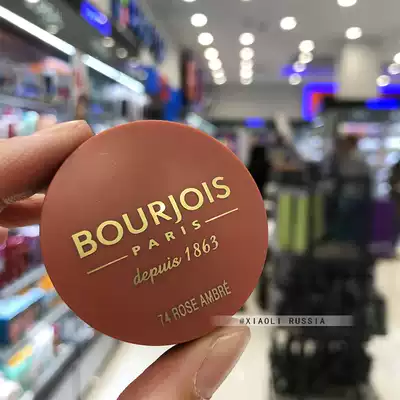 BOURJOIS
PARIS
depuis 1863
74 ROSE AMBRÉ
@XIAOLI RUSSIA